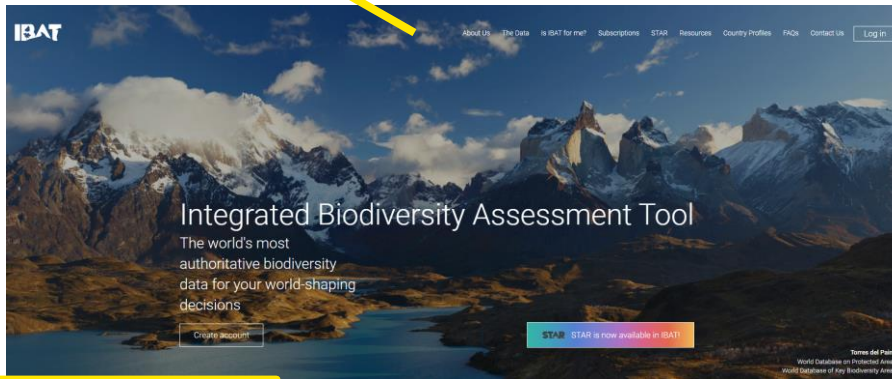 IBAT
About Us The Data Is IBAT for me? Subscriptions STAR Resources Country Profiles FAQs Contact Us Log in
Integrated Biodiversity Assessment Tool
The world's most
authoritative biodiversity
data for your world-shaping
decisions
Create account
STAR STAR is now available in IBAT!
Torres del Pain
World Database on Protected Area
World Database of Key Biodiversity Area